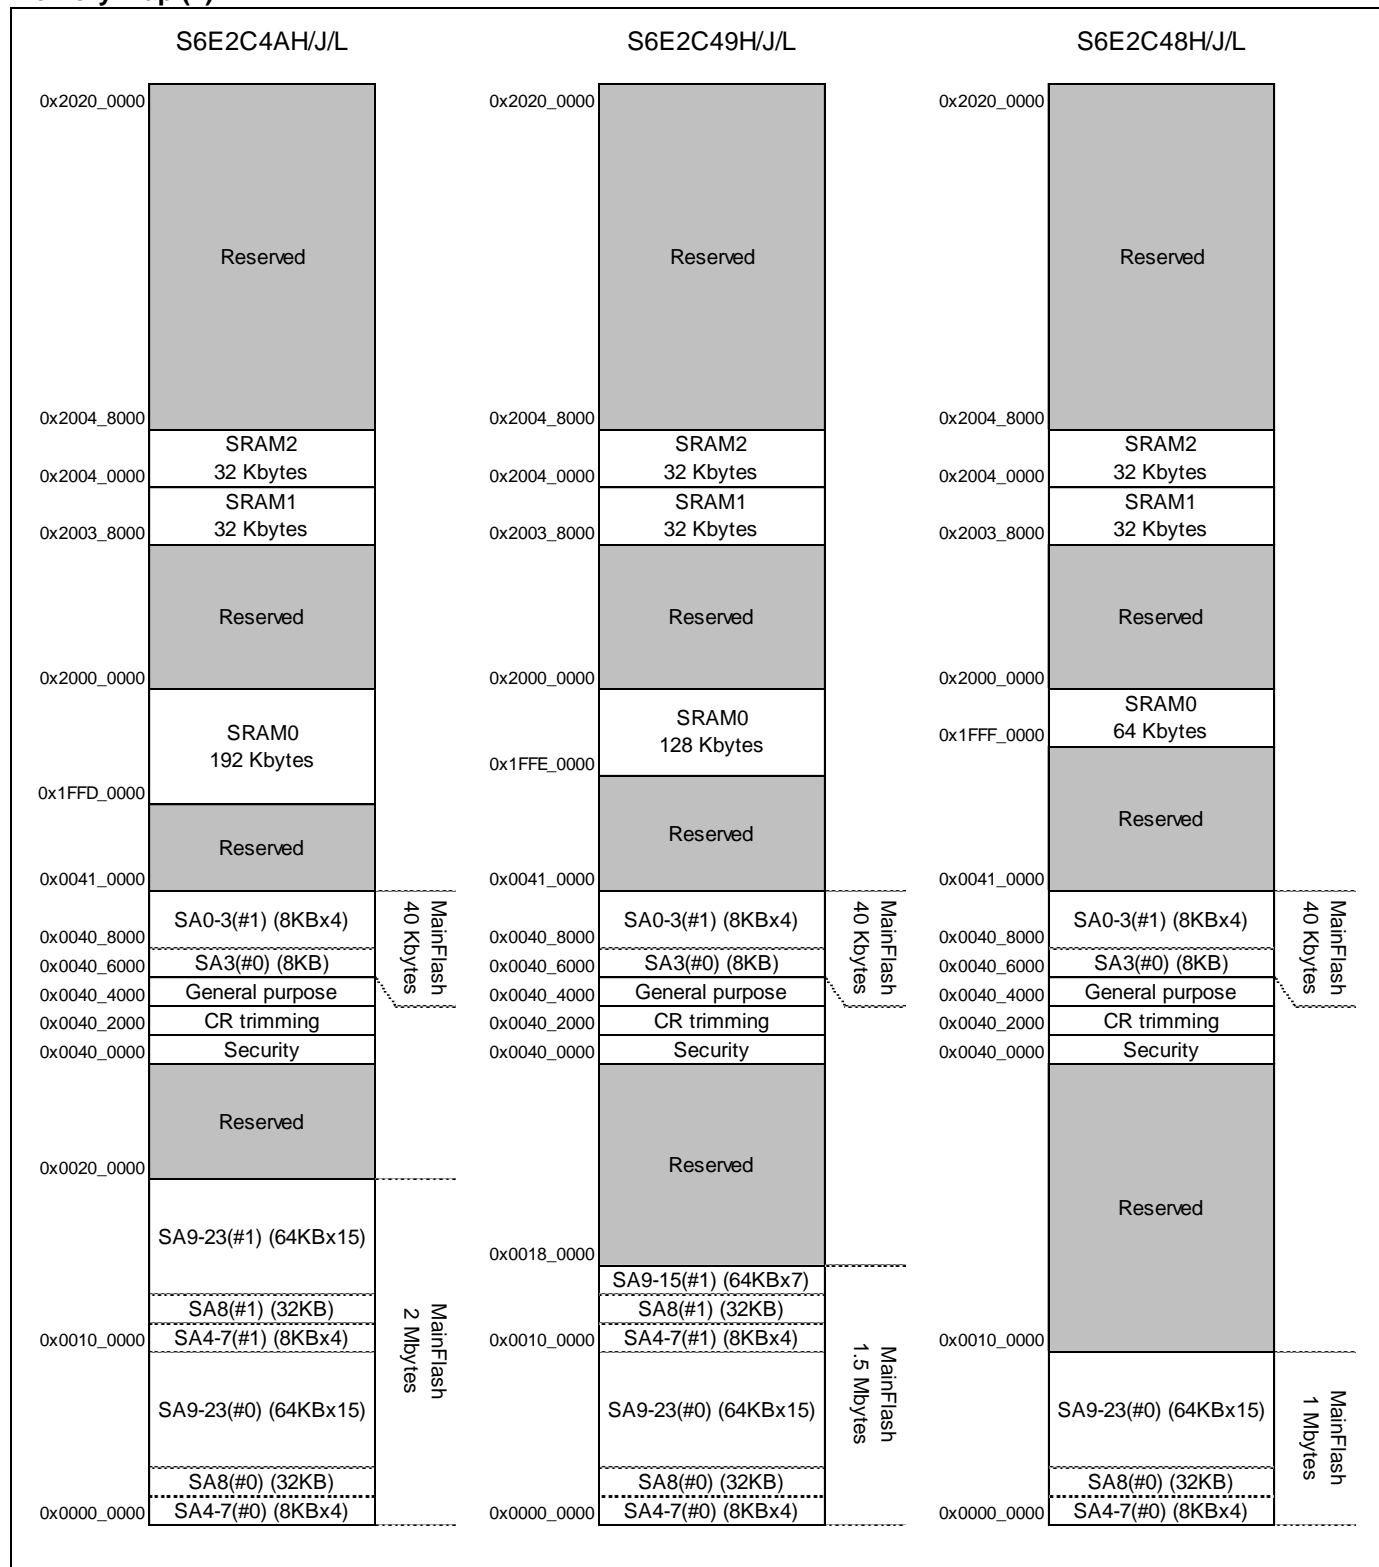 S6E2C4AH/J/L
0x2020_0000
Reserved
0x2004_8000
SRAM2
32 Kbytes
0x2004_0000
SRAM1
32 Kbytes
0x2003_8000
Reserved
0x2000_0000
SRAM0
192 Kbytes
0x1FFD_0000
Reserved
0x0041_0000
SA0-3(#1) (8KBx4)
0x0040_8000
SA3(#0) (8KB)
0x0040_6000
General purpose
0x0040_4000
CR trimming
0x0040_2000
Security
0x0040_0000
MainFlash
40 Kbytes
Reserved
0x0020_0000
SA9-23(#1) (64KBx15)
SA8(#1) (32KB)
SA4-7(#1) (8KBx4)
0x0010_0000
SA9-23(#0) (64KBx15)
SA8(#0) (32KB)
SA4-7(#0) (8KBx4)
0x0000_0000
MainFlash
2 Mbytes
S6E2C49H/J/L
0x2020_0000
Reserved
0x2004_8000
SRAM2
32 Kbytes
0x2004_0000
SRAM1
32 Kbytes
0x2003_8000
Reserved
0x2000_0000
SRAM0
128 Kbytes
0x1FFE_0000
Reserved
0x0041_0000
SA0-3(#1) (8KBx4)
0x0040_8000
SA3(#0) (8KB)
0x0040_6000
General purpose
0x0040_4000
CR trimming
0x0040_2000
Security
0x0040_0000
MainFlash
40 Kbytes
Reserved
0x0018_0000
SA9-15(#1) (64KBx7)
SA8(#1) (32KB)
SA4-7(#1) (8KBx4)
0x0010_0000
SA9-23(#0) (64KBx15)
SA8(#0) (32KB)
SA4-7(#0) (8KBx4)
0x0000_0000
MainFlash
1.5 Mbytes
S6E2C48H/J/L
0x2020_0000
Reserved
0x2004_8000
SRAM2
32 Kbytes
0x2004_0000
SRAM1
32 Kbytes
0x2003_8000
Reserved
0x2000_0000
SRAM0
64 Kbytes
0x1FFF_0000
Reserved
0x0041_0000
SA0-3(#1) (8KBx4)
0x0040_8000
SA3(#0) (8KB)
0x0040_6000
General purpose
0x0040_4000
CR trimming
0x0040_2000
Security
0x0040_0000
MainFlash
40 Kbytes
Reserved
0x0010_0000
SA9-23(#0) (64KBx15)
SA8(#0) (32KB)
SA4-7(#0) (8KBx4)
0x0000_0000
MainFlash
1 Mbytes